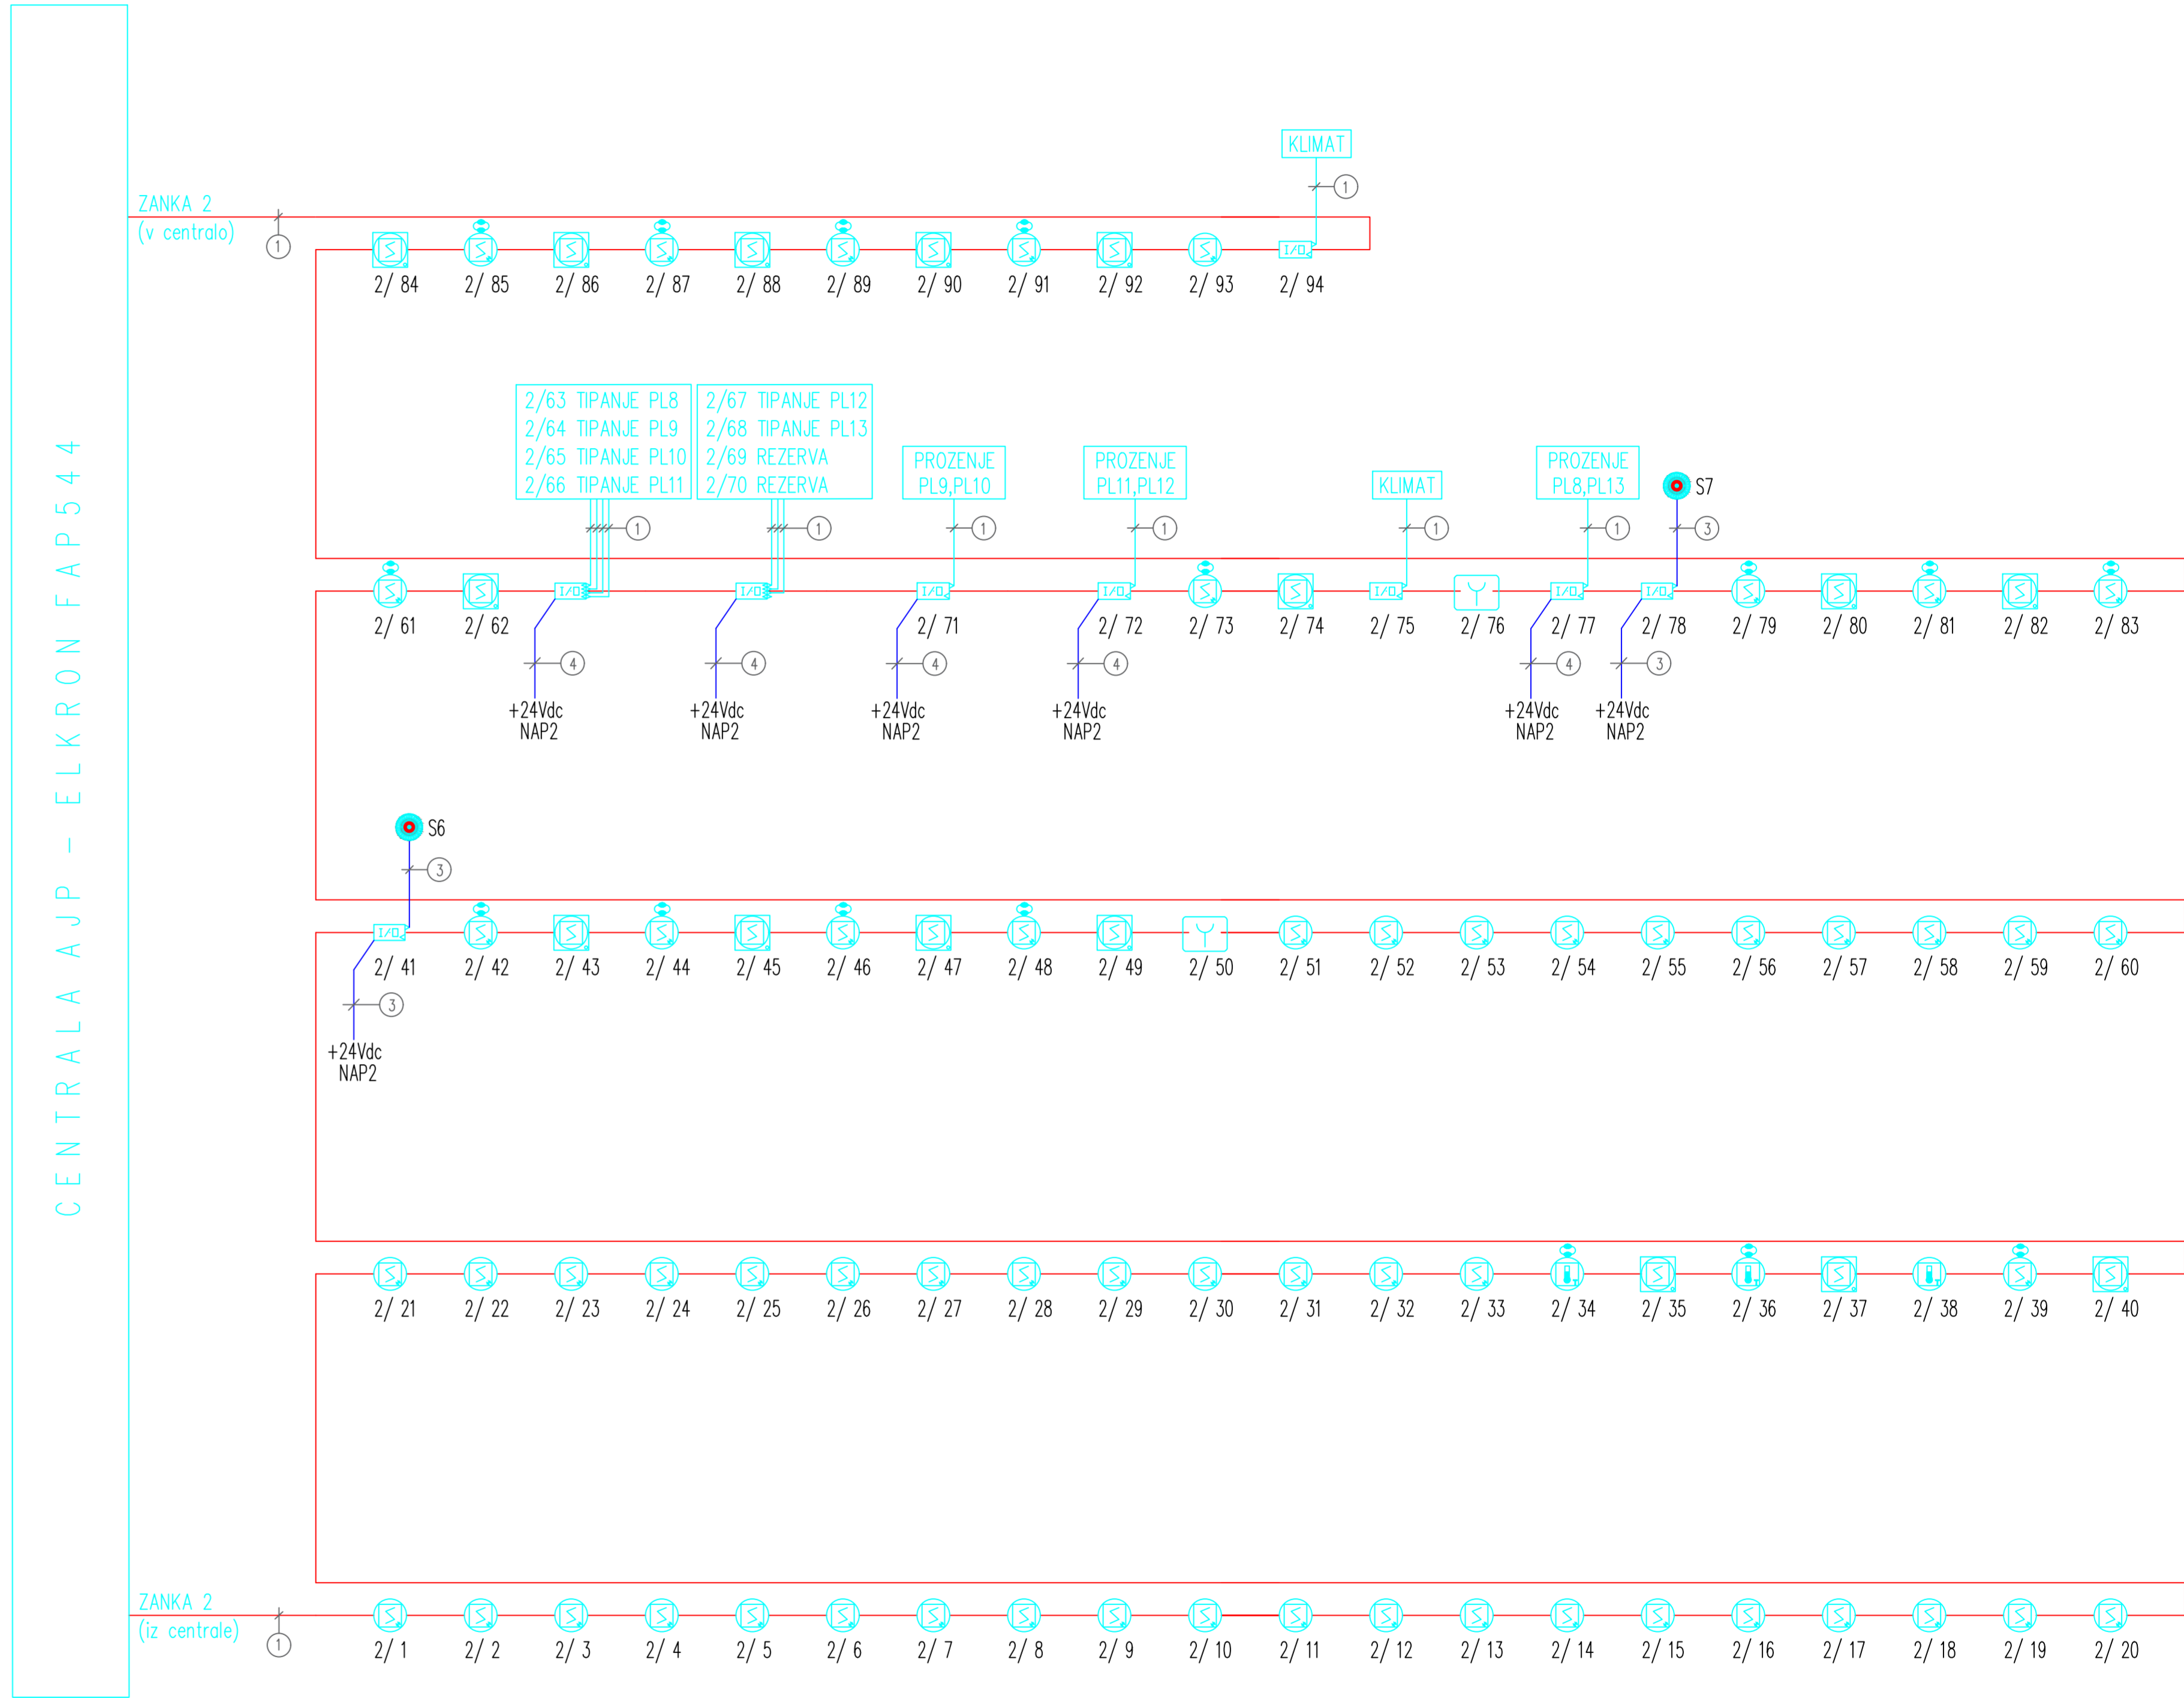 CENTRALA AJP - ELKRON FAP544
KLIMAT
1
ZANKA 2
(v centralo)
1
2/ 84
2/ 85
2/ 86
2/ 87
2/ 88
2/ 89
2/ 90
2/ 91
2/ 92
2/ 93
I/O
2/ 94
2/63 TIPANJE PL8
2/64 TIPANJE PL9
2/65 TIPANJE PL10
2/66 TIPANJE PL11
2/67 TIPANJE PL12
2/68 TIPANJE PL13
2/69 REZERVA
2/70 REZERVA
PROZENJE
PL9,PL10
PROZENJE
PL11,PL12
KLIMAT
PROZENJE
PL8,PL13
S7
1
1
1
1
1
1
3
I/O
I/O
I/O
I/O
I/O
I/O
I/O
2/ 61
2/ 62
2/ 71
2/ 72
2/ 73
2/ 74
2/ 75
2/ 76
2/ 77
2/ 78
2/ 79
2/ 80
2/ 81
2/ 82
2/ 83
4
4
4
4
4
3
+24Vdc
NAP2
+24Vdc
NAP2
+24Vdc
NAP2
+24Vdc
NAP2
+24Vdc
NAP2
+24Vdc
NAP2
S6
3
I/O
2/ 41
2/ 42
2/ 43
2/ 44
2/ 45
2/ 46
2/ 47
2/ 48
2/ 49
2/ 50
2/ 51
2/ 52
2/ 53
2/ 54
2/ 55
2/ 56
2/ 57
2/ 58
2/ 59
2/ 60
3
+24Vdc
NAP2
2/ 21
2/ 22
2/ 23
2/ 24
2/ 25
2/ 26
2/ 27
2/ 28
2/ 29
2/ 30
2/ 31
2/ 32
2/ 33
2/ 34
2/ 35
2/ 36
2/ 37
2/ 38
2/ 39
2/ 40
ZANKA 2
(iz centrale)
1
2/ 1
2/ 2
2/ 3
2/ 4
2/ 5
2/ 6
2/ 7
2/ 8
2/ 9
2/ 10
2/ 11
2/ 12
2/ 13
2/ 14
2/ 15
2/ 16
2/ 17
2/ 18
2/ 19
2/ 20